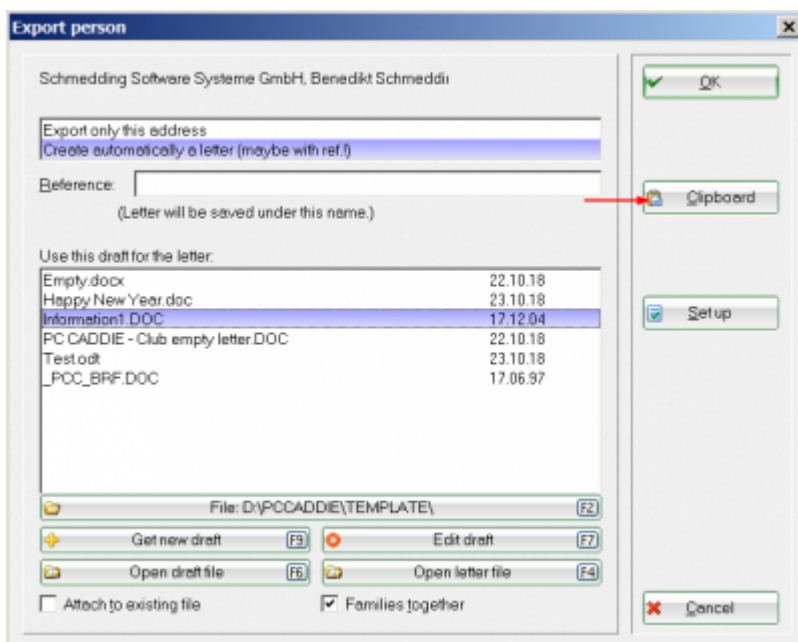 Export person
Schmedding Software Systeme GmbH, Benedikt Schmeddi
OK
Export only this address
Create automatically a letter (maybe with ref.!)
Reference:
Clipboard
(Letter will be saved under this name.)
Use this draft for the letter:
Empty.docx 22.10.18
Happy New Year.doc 23.10.18
Information1.DOC 17.12.04
Set up
PC CADDIE - Club empty letter.DOC 22.10.18
Test.odt 23.10.18
_PCC_BRF.DOC 17.06.97
File: D:\PCCADDIE\TEMPLATE\ F2
Get new draft F9 Edit draft F7
Open draft file F6 Open letter file F4
Attach to existing file Families together
Cancel